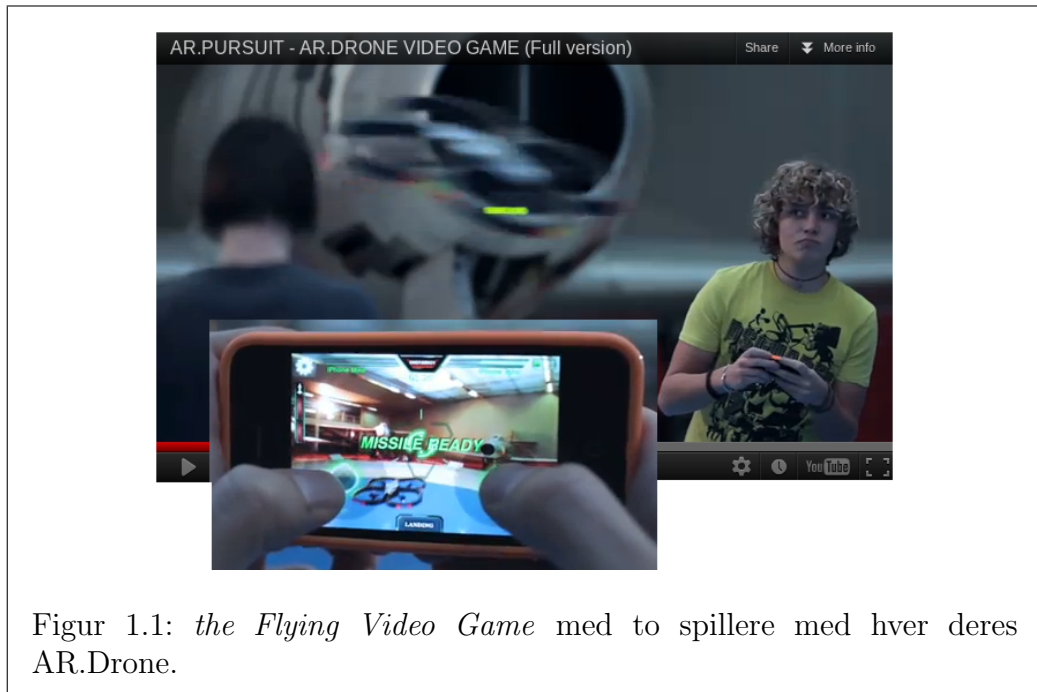 AR.PURSUIT - AR.DRONE VIDEO GAME (Full version)
Share
More info
MISSILE READY
LANDING
YouTube
Figur 1.1: the Flying Video Game med to spillere med hver deres
AR.Drone.